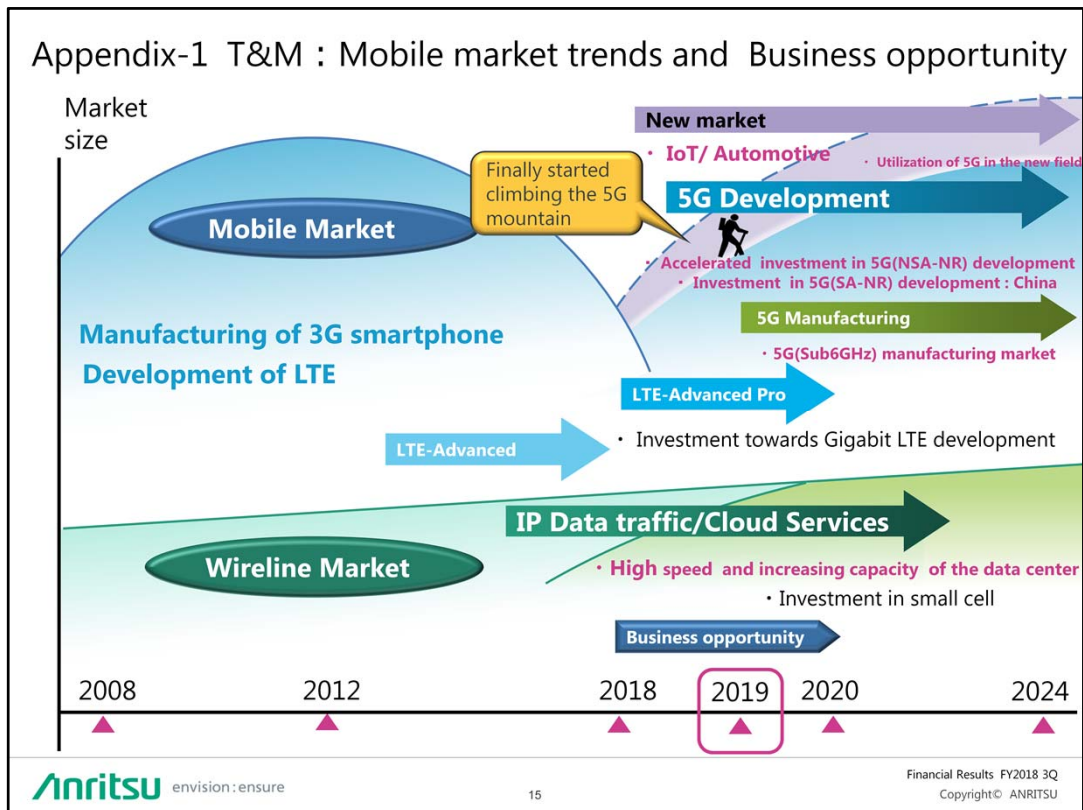 Appendix-1 T&M : Mobile market trends and Business opportunity
Market
size
New market
・ IoT/ Automotive
・ Utilization of 5G in the new field
Finally started
climbing the 5G
mountain
5G Development
Mobile Market
・ Accelerated investment in 5G(NSA-NR) development
・ Investment in 5G(SA-NR) development : China
5G Manufacturing
Manufacturing of 3G smartphone
Development of LTE
・ 5G(Sub6GHz) manufacturing market
LTE-Advanced Pro
・ Investment towards Gigabit LTE development
LTE-Advanced
IP Data traffic/Cloud Services
Wireline Market
・ High speed and increasing capacity of the data center
・ Investment in small cell
Business opportunity
2008 2012 2018 2019 2020 2024
Anritsu envision : ensure
15
Financial Results FY2018 3Q
Copyright© ANRITSU